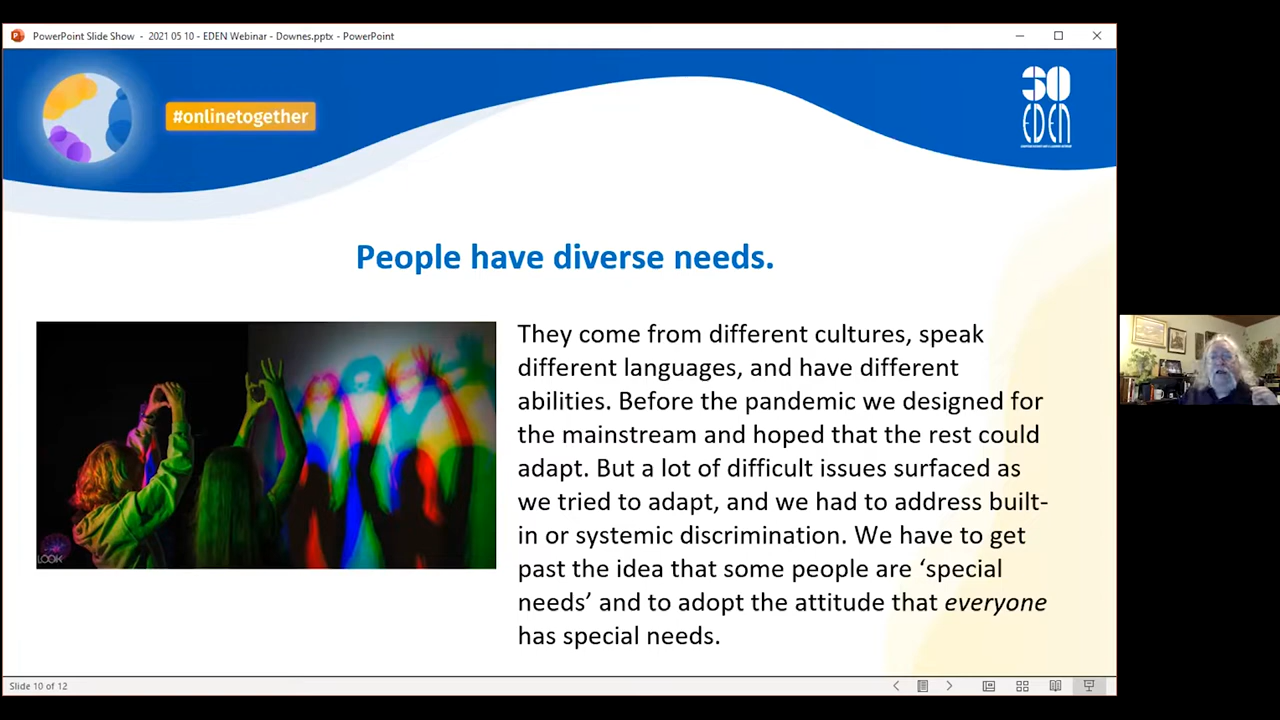 PowerPoint Slide Show - 2021 05 10 - EDEN Webinar - Downes.pptx - PowerPoint
#onlinetogether
30
EDEN
People have diverse needs.
They come from different cultures, speak
different languages, and have different
abilities. Before the pandemic we designed for
the mainstream and hoped that the rest could
adapt. But a lot of difficult issues surfaced as
we tried to adapt, and we had to address built-
in or systemic discrimination. We have to get
past the idea that some people are ‘special
needs’ and to adopt the attitude that everyone
has special needs.
LOOK
Slide 10 of 12